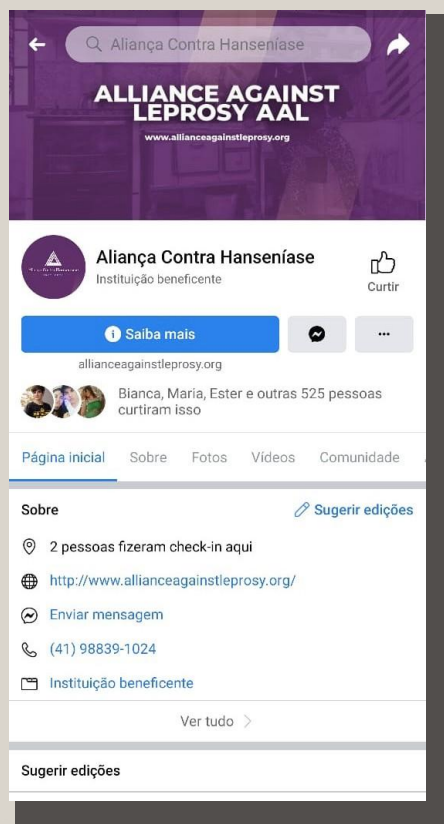 Aliança Contra Hanseníase
ALLIANCE AGAINST
LEPROSY AAL
www.allianceagainstleprosy.org
Aliança Contra Hanseníase
Instituição beneficente
Curtir
Saiba mais
...
allianceagainstleprosy.org
Bianca, Maria, Ester e outras 525 pessoas
curtiram isso
Página inicial Sobre Fotos Vídeos Comunidade
Sobre
Sugerir edições
2 pessoas fizeram check-in aqui
http://www.allianceagainstleprosy.org/
Enviar mensagem
(41) 98839-1024
Instituição beneficente
Ver tudo
Sugerir edições